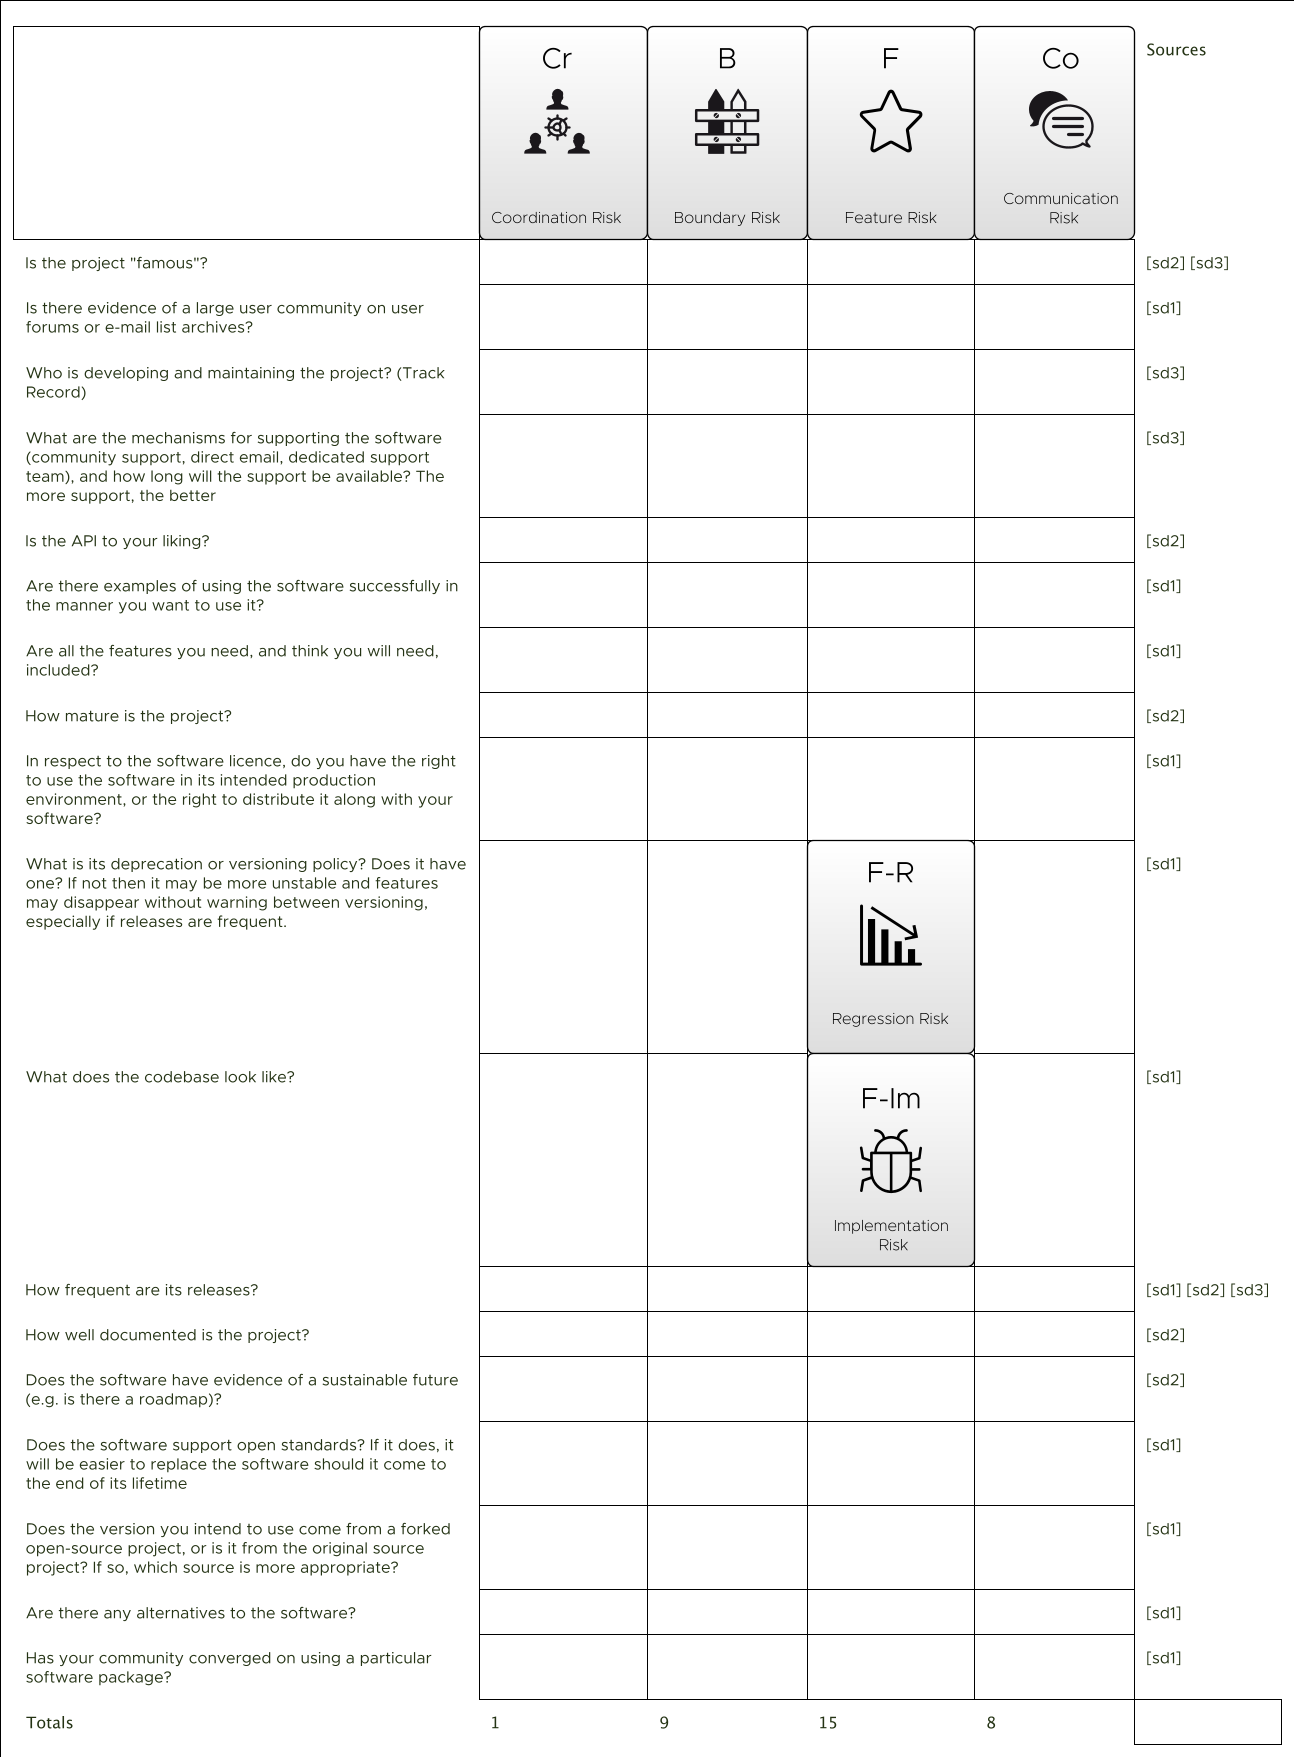 Cr
B
F
Co
Sources
Coordination Risk
Boundary Risk
Feature Risk
Communication
Risk
Is the project "famous"?
[sd2] [sd3]
Is there evidence of a large user community on user
forums or e-mail list archives?
[sd1]
Who is developing and maintaining the project? (Track
Record)
[sd3]
What are the mechanisms for supporting the software
(community support, direct email, dedicated support
team), and how long will the support be available? The
more support, the better
[sd3]
Is the API to your liking?
[sd2]
Are there examples of using the software successfully in
the manner you want to use it?
[sd1]
Are all the features you need, and think you will need,
included?
[sd1]
How mature is the project?
[sd2]
In respect to the software licence, do you have the right
to use the software in its intended production
environment, or the right to distribute it along with your
software?
[sd1]
What is its deprecation or versioning policy? Does it have
one? If not then it may be more unstable and features
may disappear without warning between versioning,
especially if releases are frequent.
F-R
Regression Risk
[sd1]
What does the codebase look like?
F-Im
Implementation
Risk
[sd1]
How frequent are its releases?
[sd1] [sd2] [sd3]
How well documented is the project?
[sd2]
Does the software have evidence of a sustainable future
(e.g. is there a roadmap)?
[sd2]
Does the software support open standards? If it does, it
will be easier to replace the software should it come to
the end of its lifetime
[sd1]
Does the version you intend to use come from a forked
open-source project, or is it from the original source
project? If so, which source is more appropriate?
[sd1]
Are there any alternatives to the software?
[sd1]
Has your community converged on using a particular
software package?
[sd1]
Totals
1
9
15
8